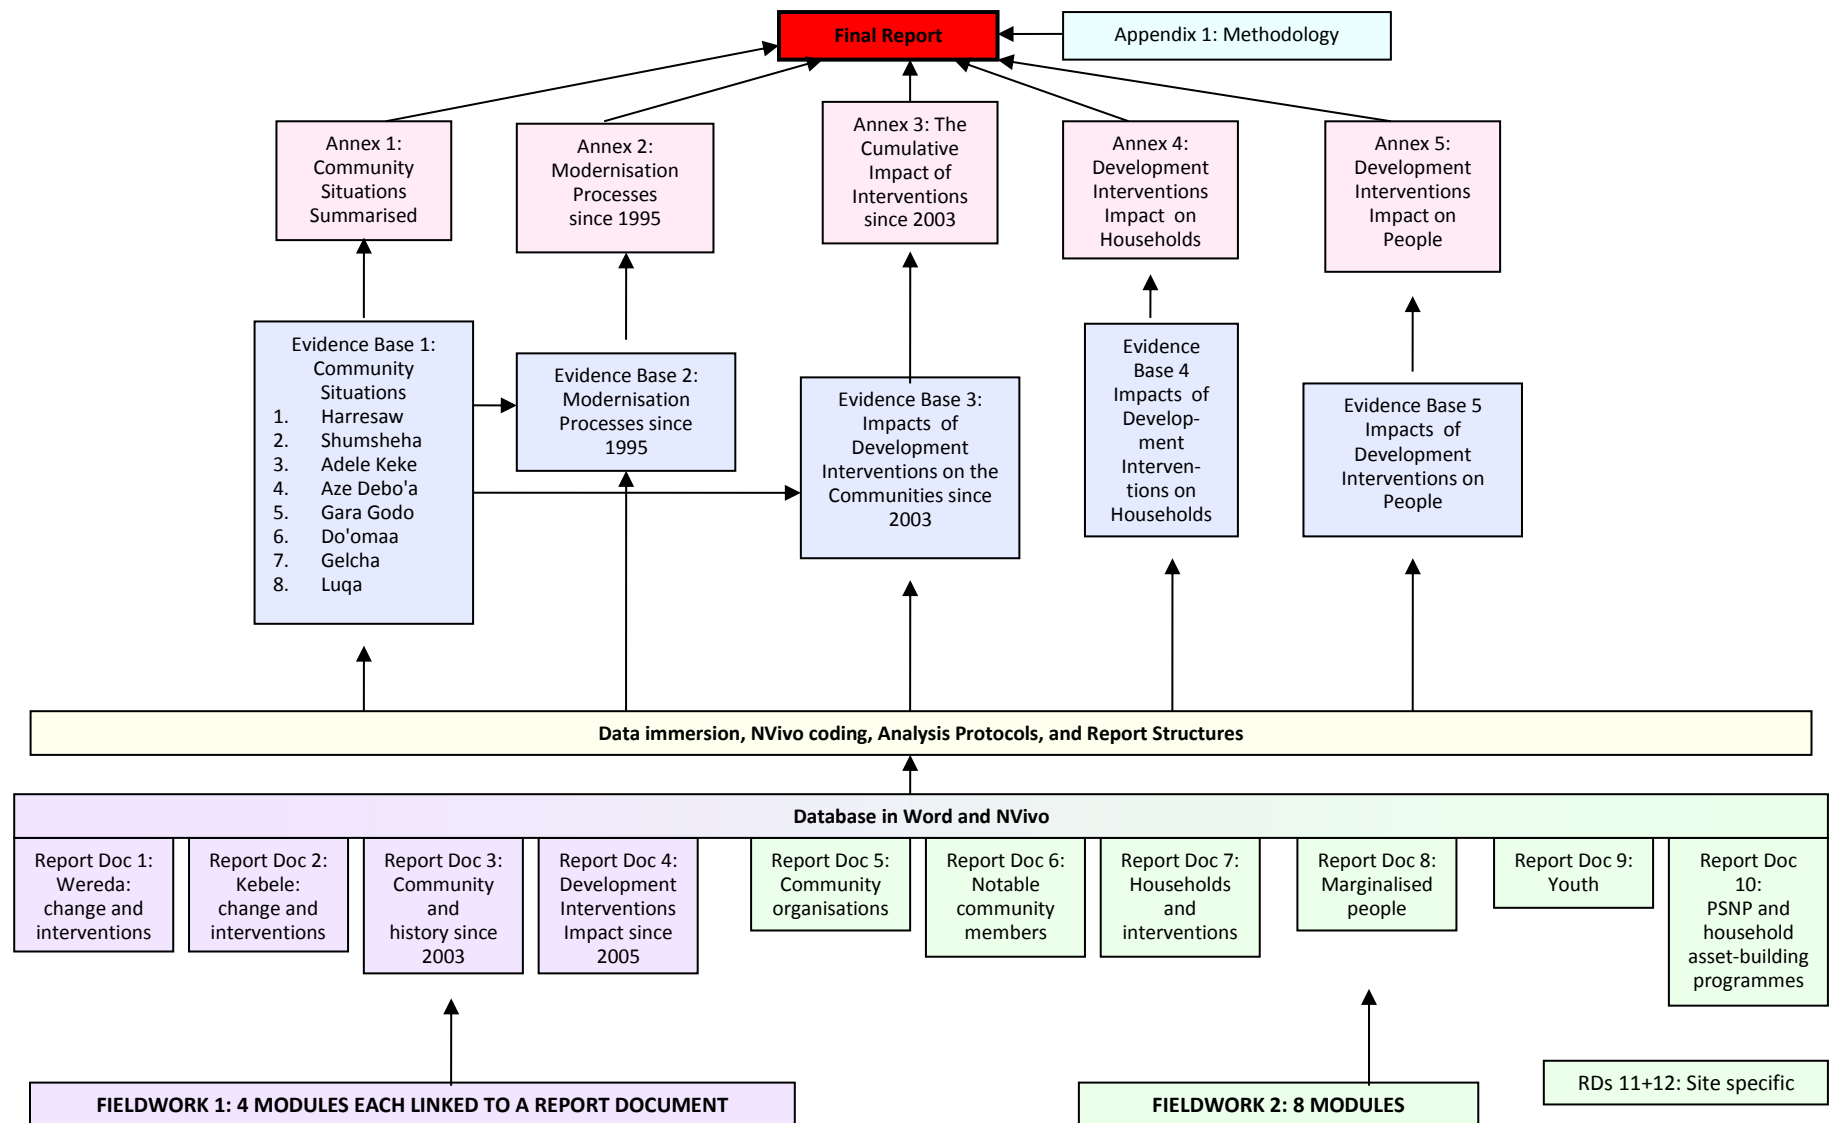 Final Report
Appendix 1: Methodology
Annex 1:
Community
Situations
Summarised
Annex 2:
Modernisation
Processes
since 1995
Annex 3: The
Cumulative
Impact of
Interventions
since 2003
Annex 4:
Development
Interventions
Impact on
Households
Annex 5:
Development
Interventions
Impact on
People
Evidence Base 1:
Community
Situations
1. Harresaw
2. Shumsheha
3. Adele Keke
4. Aze Debo'a
5. Gara Godo
6. Do'omaa
7. Gelcha
8. Luqa
Evidence Base 2:
Modernisation
Processes since
1995
Evidence Base 3:
Impacts of
Development
Interventions on the
Communities since
2003
Evidence
Base 4
Impacts of
Develop-
ment
Interven-
tions on
Households
Evidence Base 5
Impacts of
Development
Interventions on
People
Data immersion, NVivo coding, Analysis Protocols, and Report Structures
Database in Word and NVivo
Report Doc 1:
Wereda:
change and
interventions
Report Doc 2:
Kebele:
change and
interventions
Report Doc 3:
Community
and
history since
2003
Report Doc 4:
Development
Interventions
Impact since
2005
Report Doc 5:
Community
organisations
Report Doc 6:
Notable
community
members
Report Doc 7:
Households
and
interventions
Report Doc 8:
Marginalised
people
Report Doc 9:
Youth
Report Doc
10:
PSNP and
household
asset-building
programmes
RDs 11+12: Site specific
FIELDWORK 1: 4 MODULES EACH LINKED TO A REPORT DOCUMENT
FIELDWORK 2: 8 MODULES